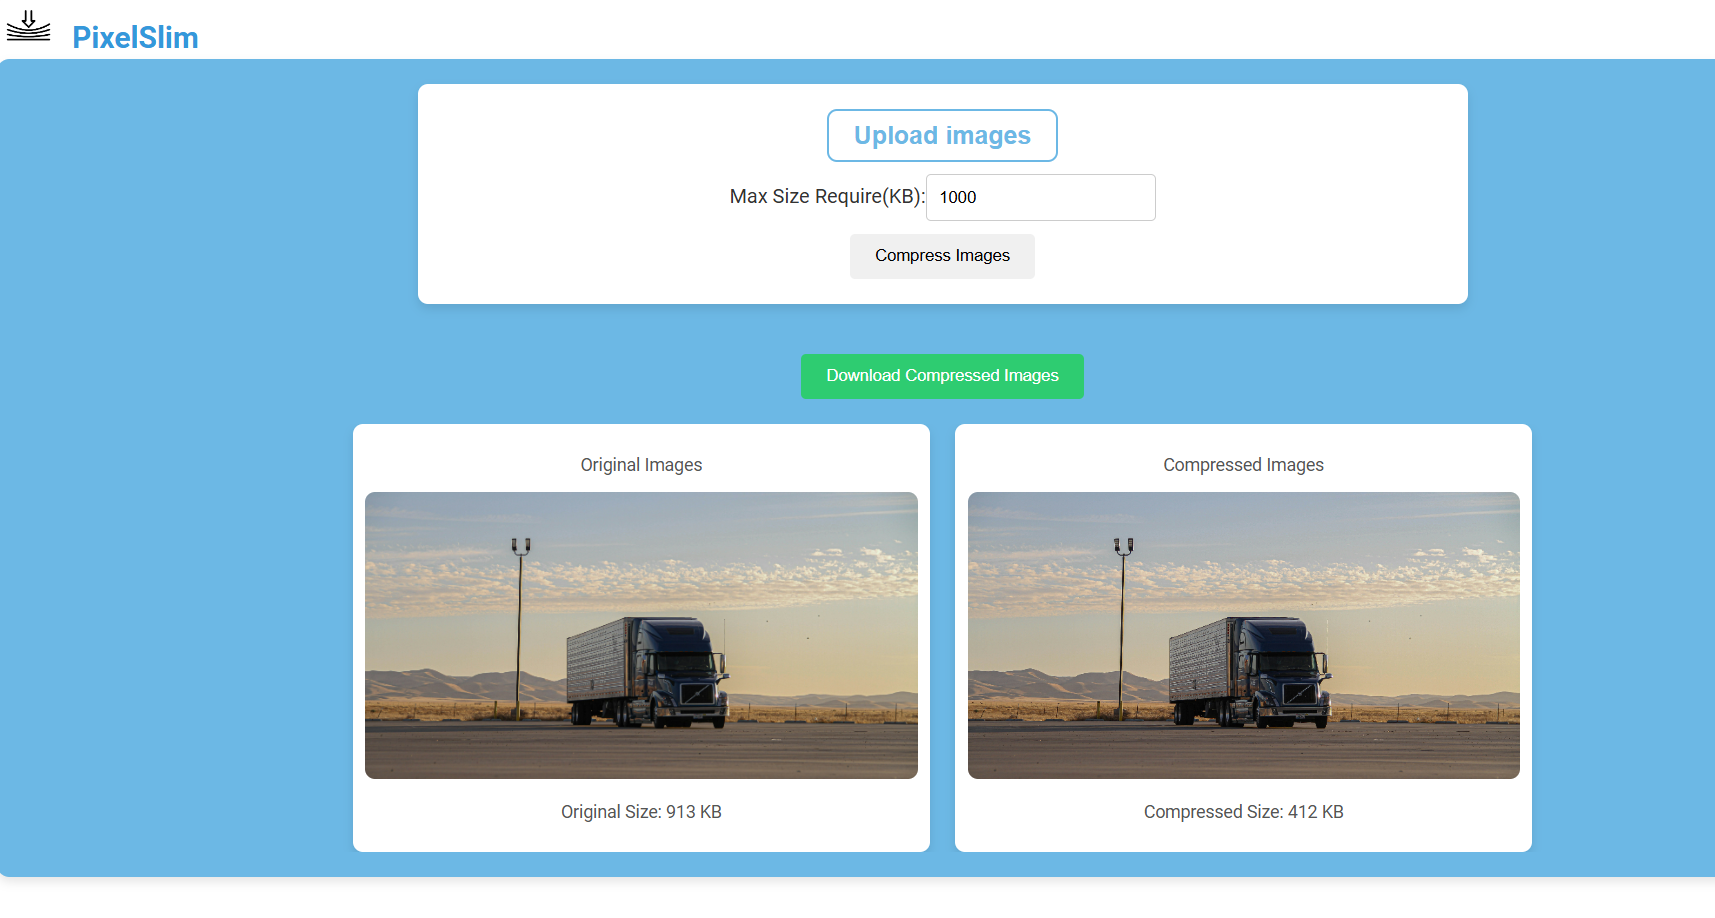 PixelSlim
Upload images
Max Size Require(KB): 1000
Compress Images
Download Compressed Images
Original Images
Compressed Images
Original Size: 913 KB
Compressed Size: 412 KB